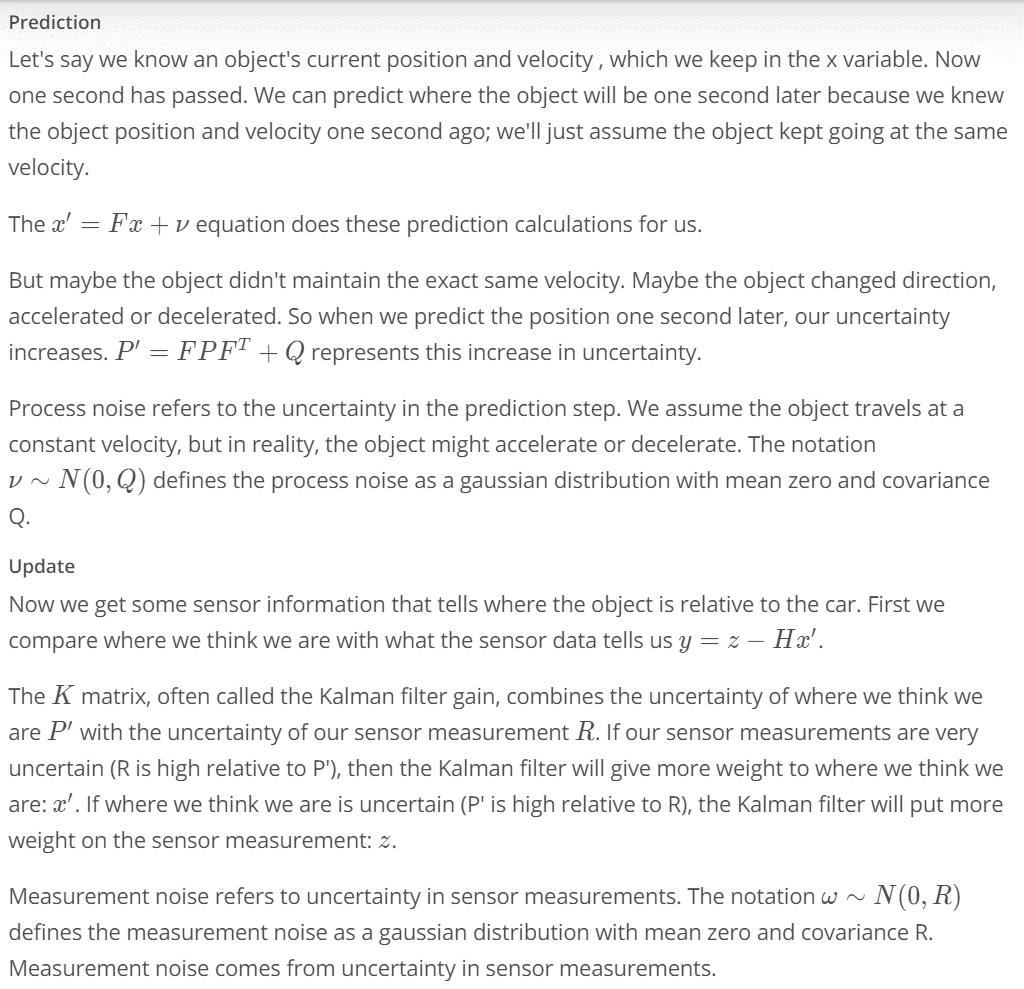 Prediction
Let's say we know an object's current position and velocity , which we keep in the x variable. Now
one second has passed. We can predict where the object will be one second later because we knew
the object position and velocity one second ago; we'll just assume the object kept going at the same
velocity.
The x′ = Fx + ν equation does these prediction calculations for us.
But maybe the object didn't maintain the exact same velocity. Maybe the object changed direction,
accelerated or decelerated. So when we predict the position one second later, our uncertainty
increases. P′ = FPFᵀ + Q represents this increase in uncertainty.
Process noise refers to the uncertainty in the prediction step. We assume the object travels at a
constant velocity, but in reality, the object might accelerate or decelerate. The notation
ν ∼ N(0, Q) defines the process noise as a gaussian distribution with mean zero and covariance
Q.
Update
Now we get some sensor information that tells where the object is relative to the car. First we
compare where we think we are with what the sensor data tells us y = z − Hx′.
The K matrix, often called the Kalman filter gain, combines the uncertainty of where we think we
are P′ with the uncertainty of our sensor measurement R. If our sensor measurements are very
uncertain (R is high relative to P'), then the Kalman filter will give more weight to where we think we
are: x′. If where we think we are is uncertain (P' is high relative to R), the Kalman filter will put more
weight on the sensor measurement: z.
Measurement noise refers to uncertainty in sensor measurements. The notation ω ∼ N(0, R)
defines the measurement noise as a gaussian distribution with mean zero and covariance R.
Measurement noise comes from uncertainty in sensor measurements.